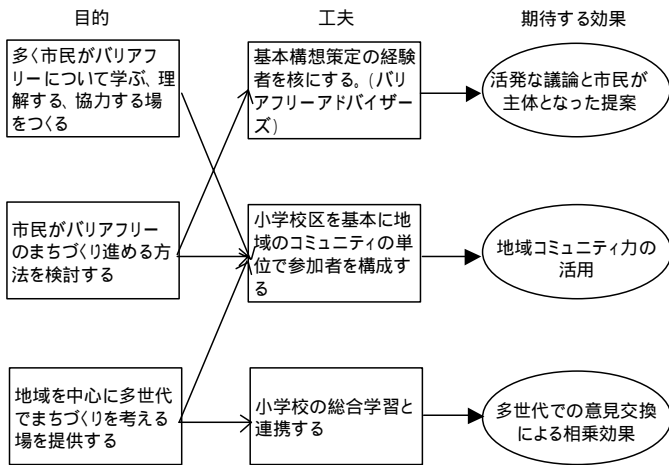 目的
工夫
期待する効果
多く市民がバリアフ
リーについて学ぶ、理
解する、協力する場
をつくる
基本構想策定の経験
者を核にする。(バリ
アフリーアドバイザー
ズ)
活発な議論と市民が
主体となった提案
市民がバリアフリー
のまちづくり進める方
法を検討する
小学校区を基本に地
域のコミュニティの単
位で参加者を構成す
る
地域コミュニティ力の
活用
地域を中心に多世代
でまちづくりを考える
場を提供する
小学校の総合学習と
連携する
多世代での意見交換
による相乗効果